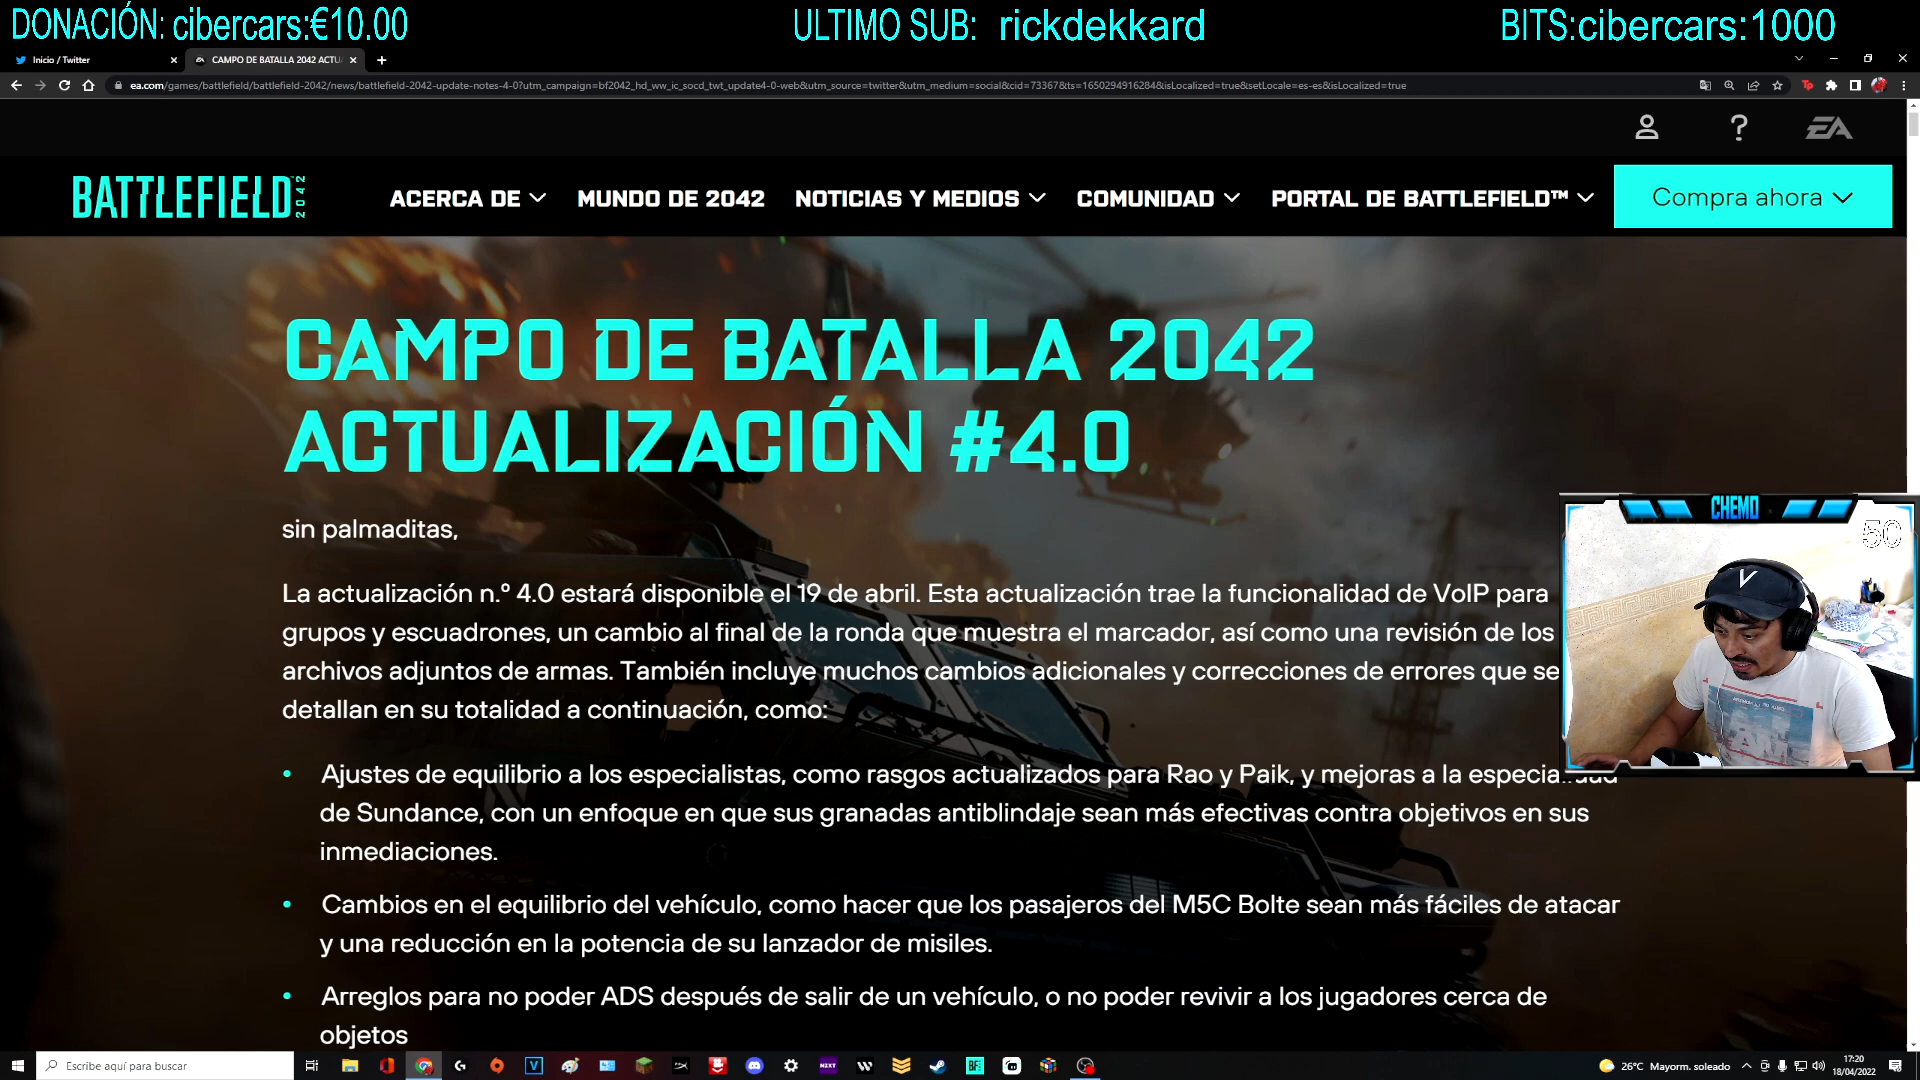 DONACIÓN: cibercars:€10.00
ULTIMO SUB: rickdekkard
BITS:cibercars:1000
Inicio / Twitter
CAMPO DE BATALLA 2042 ACTU
ea.com/games/battlefield/battlefield-2042/news/battlefield-2042-update-notes-4-0?utm_campaign=bf2042_hd_ww_ic_socd_twt_update4-0-web&utm_source=twitter&utm_medium=social&cid=73367&ts=1650294916284&isLocalized=true&setLocale=es-es&isLocalized=true
EA
BATTLEFIELD 2042
ACERCA DE
MUNDO DE 2042
NOTICIAS Y MEDIOS
COMUNIDAD
PORTAL DE BATTLEFIELD™
Compra ahora
CAMPO DE BATALLA 2042
ACTUALIZACIÓN #4.0
sin palmaditas,
La actualización n.º 4.0 estará disponible el 19 de abril. Esta actualización trae la funcionalidad de VoIP para
grupos y escuadrones, un cambio al final de la ronda que muestra el marcador, así como una revisión de los
archivos adjuntos de armas. También incluye muchos cambios adicionales y correcciones de errores que se
detallan en su totalidad a continuación, como:
CHEMO
50
• Ajustes de equilibrio a los especialistas, como rasgos actualizados para Rao y Paik, y mejoras a la especialidad
de Sundance, con un enfoque en que sus granadas antiblindaje sean más efectivas contra objetivos en sus
inmediaciones.
• Cambios en el equilibrio del vehículo, como hacer que los pasajeros del M5C Bolte sean más fáciles de atacar
y una reducción en la potencia de su lanzador de misiles.
• Arreglos para no poder ADS después de salir de un vehículo, o no poder revivir a los jugadores cerca de
objetos
Escribe aquí para buscar
26°C Mayorm. soleado
17:20
18/04/2022